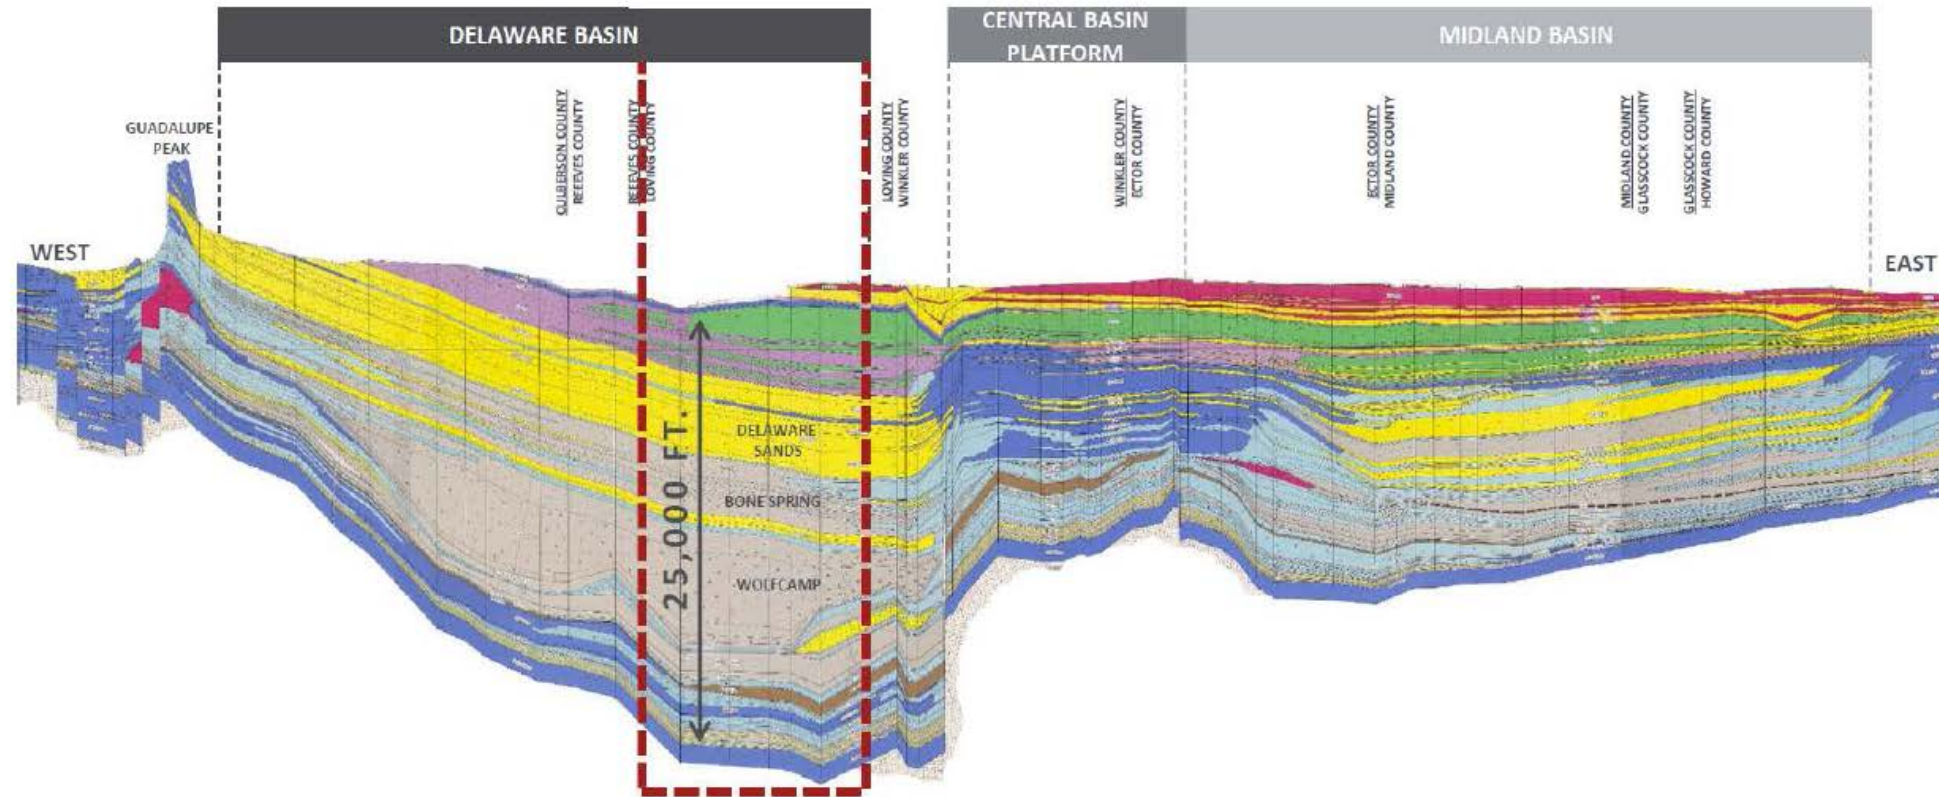 DELAWARE BASIN
CENTRAL BASIN
PLATFORM
MIDLAND BASIN
GUADALUPE
PEAK
CULBERSON COUNTY
REEEVES COUNTY
REEEVES COUNTY
LOVING COUNTY
LOVING COUNTY
WINKLER COUNTY
WINKLER COUNTY
ECTOR COUNTY
ECTOR COUNTY
MIDLAND COUNTY
MIDLAND COUNTY
GLASSCOCK COUNTY
GLASSCOCK COUNTY
HOWARD COUNTY
WEST
EAST
25,000 FT.
DELAWARE
SANDS
BONE SPRING
WOLFCAMP